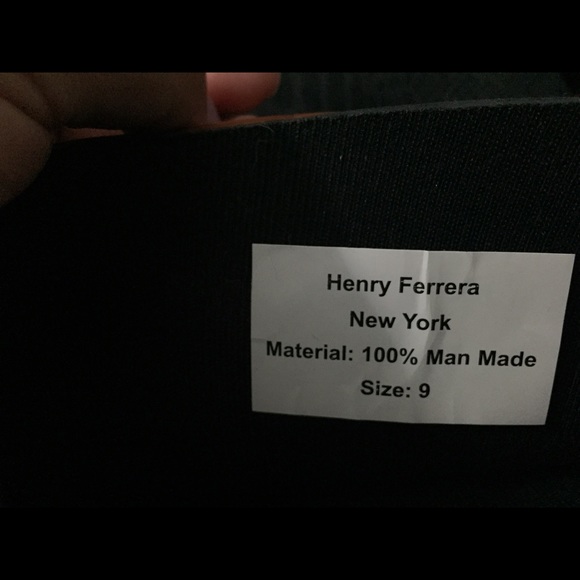 Henry Ferrera
New York
Material: 100% Man Made
Size: 9